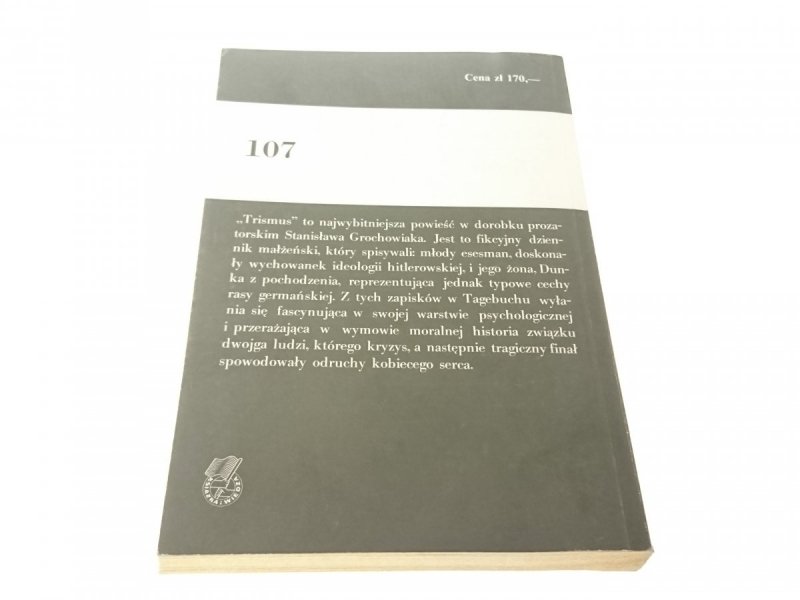 Cena zł 170,—
107
„Trismus” to najwybitniejsza powieść w dorobku proza-
torskim Stanisława Grochowiaka. Jest to fikcyjny dzien-
nik małżeński, który spisywali: młody esesman, doskona-
ły wychowanek ideologii hitlerowskiej, i jego żona, Dun-
ka z pochodzenia, reprezentująca jednak typowe cechy
rasy germańskiej. Z tych zapisków w Tagebuchu wyła-
nia się fascynująca w swojej warstwie psychologicznej
i przerażająca w wymowie moralnej historia związku
dwojga ludzi, którego kryzys, a następnie tragiczny finał
spowodowały odruchy kobiecego serca.
KSIĄŻKA I WIEDZA